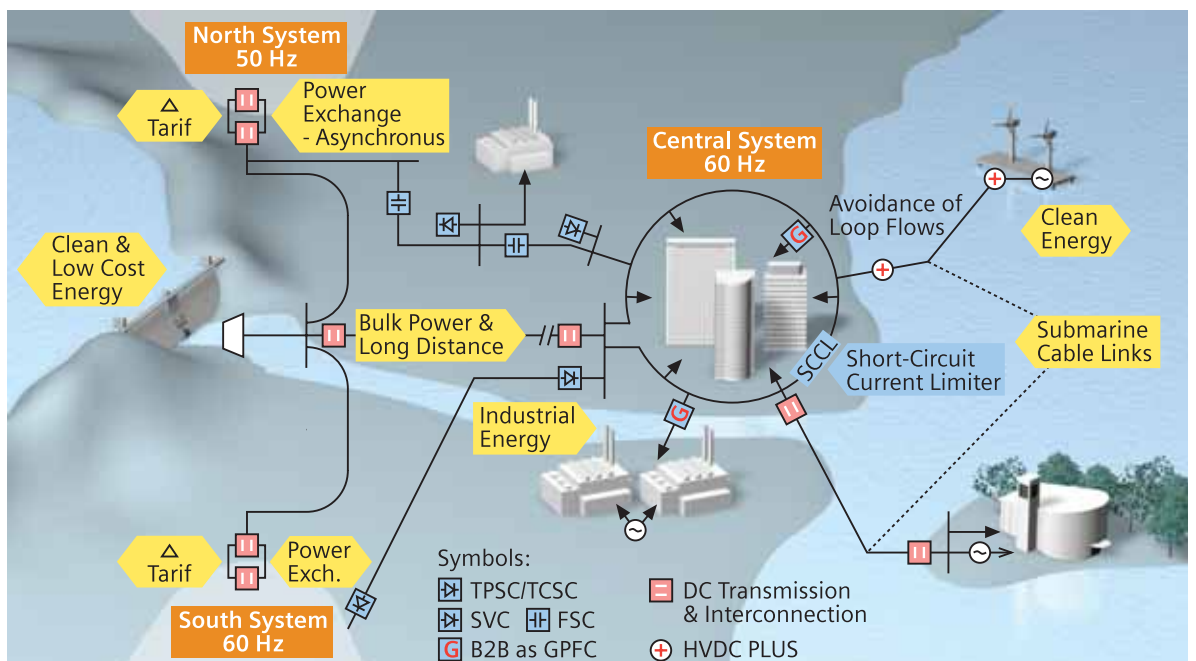 North System
50 Hz
△
Tarif
Power
Exchange
- Asynchronus
Central System
60 Hz
Avoidance of
Loop Flows
Clean
Energy
Clean &
Low Cost
Energy
G
Bulk Power &
Long Distance
Submarine
Cable Links
SCCL
Short-Circuit
Current Limiter
Industrial
Energy
G
△
Tarif
Power
Exch.
South System
60 Hz
Symbols:
TPSC/TCSC
SVC
FSC
G B2B as GPFC
DC Transmission
& Interconnection
HVDC PLUS